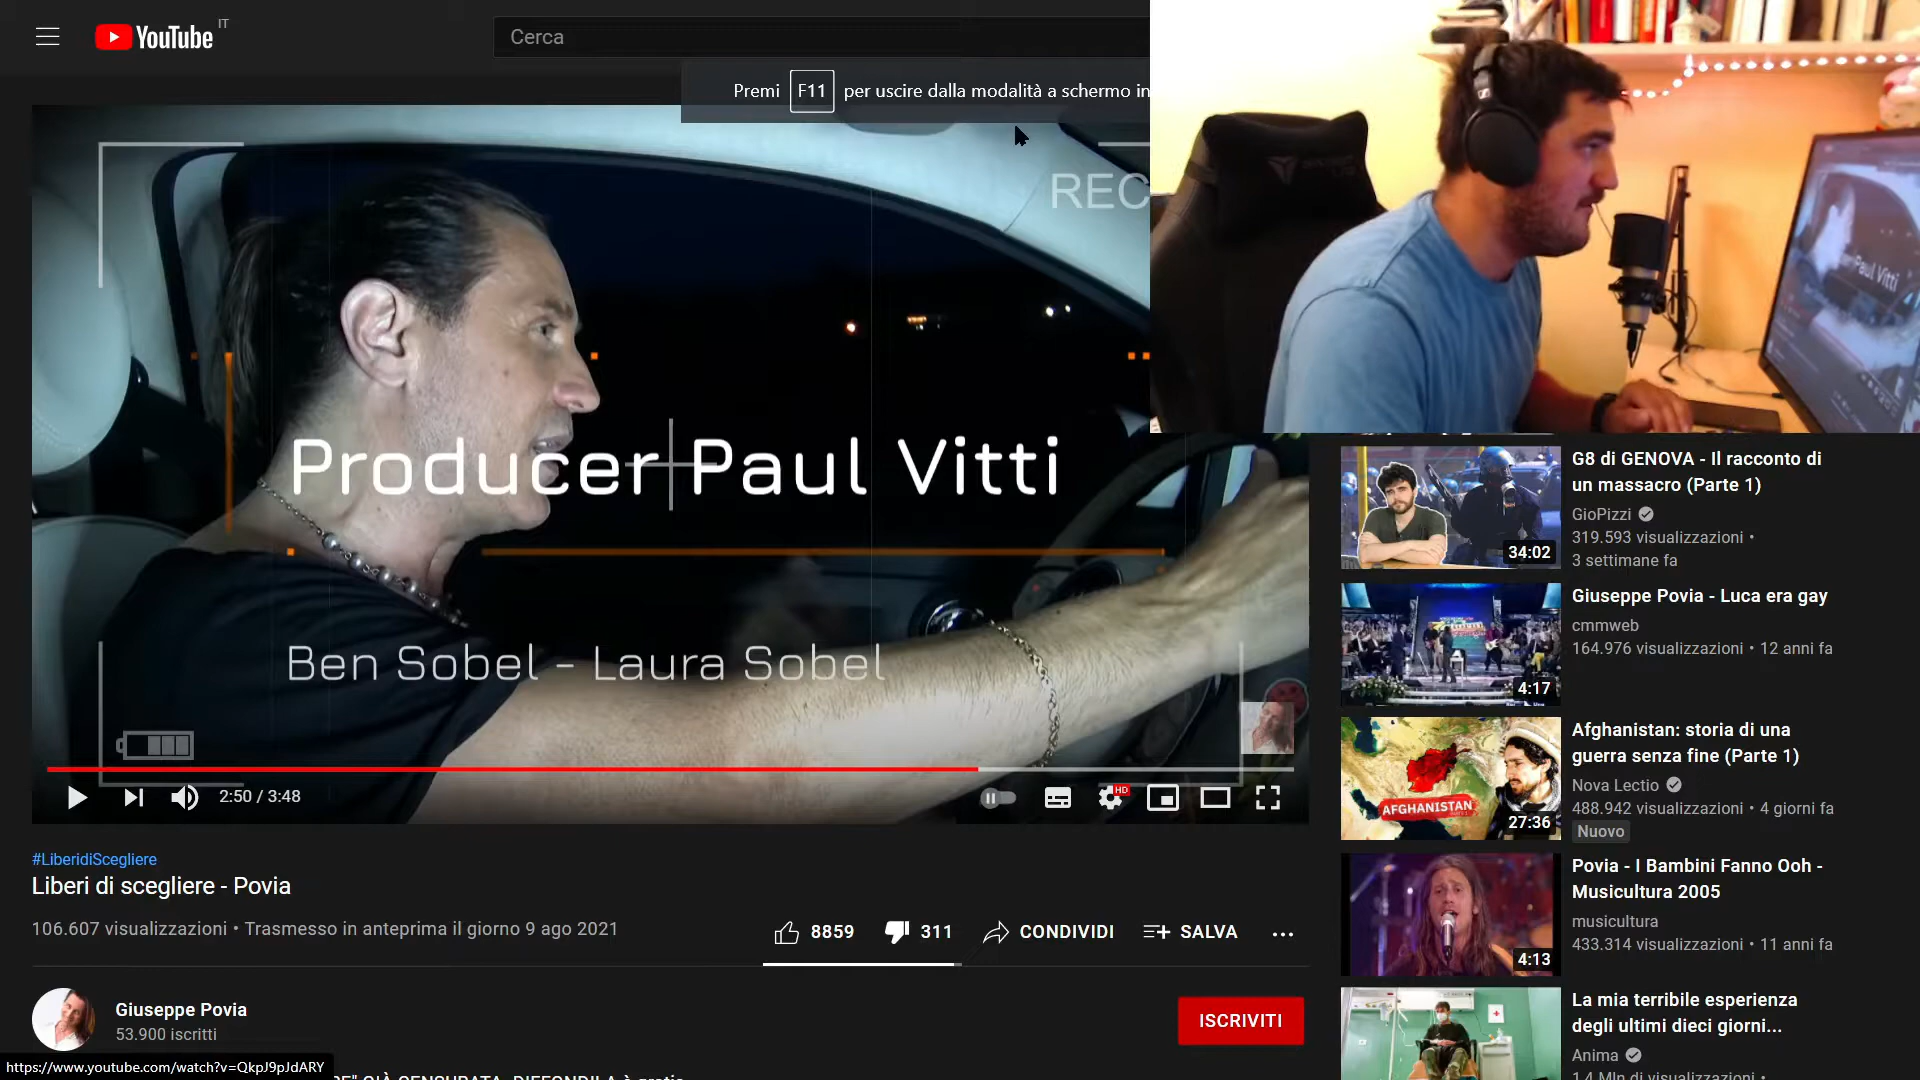 YouTube IT
Cerca
Premi F11 per uscire dalla modalità a schermo in
REC
Producer Paul Vitti
Ben Sobel - Laura Sobel
2:50 / 3:48
HD
#LiberidiScegliere
Liberi di scegliere - Povia
106.607 visualizzazioni • Trasmesso in anteprima il giorno 9 ago 2021
8859
311
CONDIVIDI
SALVA
Giuseppe Povia
53.900 iscritti
ISCRIVITI
https://www.youtube.com/watch?v=QkpJ9pJdARY
Paul Vitti
G8 di GENOVA - Il racconto di
un massacro (Parte 1)
GioPizzi
319.593 visualizzazioni •
3 settimane fa
34:02
Giuseppe Povia - Luca era gay
cmmweb
164.976 visualizzazioni • 12 anni fa
4:17
Afghanistan: storia di una
guerra senza fine (Parte 1)
Nova Lectio
488.942 visualizzazioni • 4 giorni fa
Nuovo
AFGHANISTAN
27:36
Povia - I Bambini Fanno Ooh -
Musicultura 2005
musicultura
433.314 visualizzazioni • 11 anni fa
4:13
La mia terribile esperienza
degli ultimi dieci giorni...
Anima
1,4 Mln di visualizzazioni •